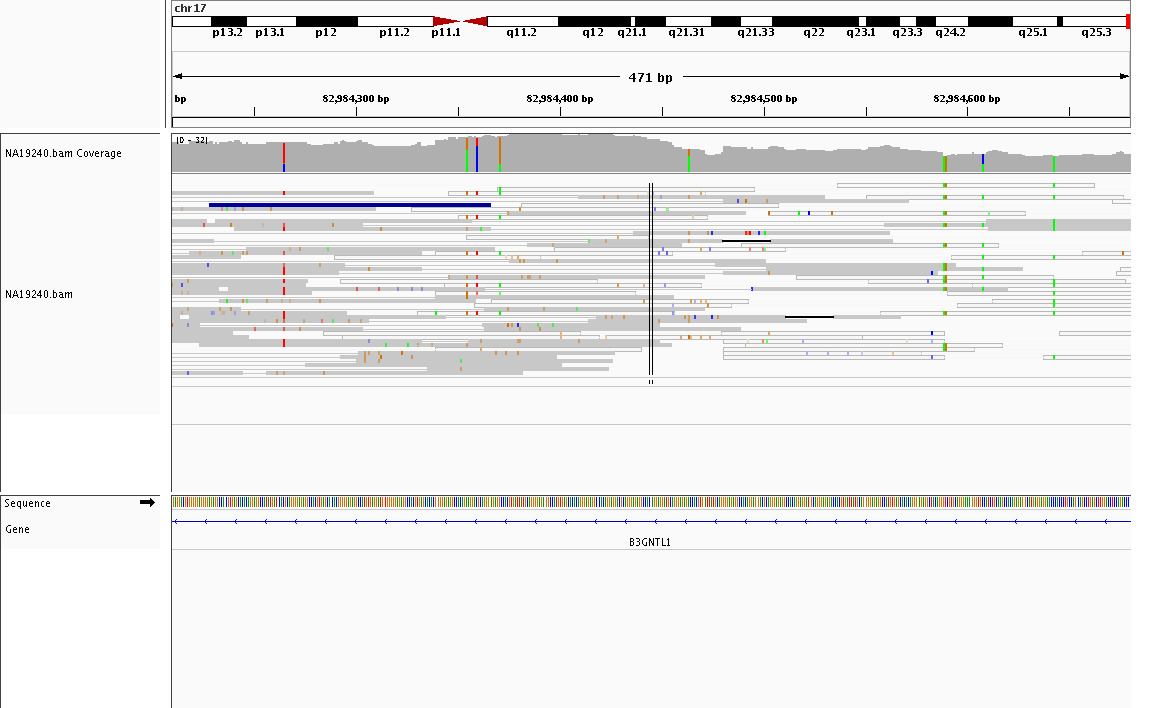 chr17
p13.2 p13.1 p12 p11.2 p11.1 q11.2 q12 q21.1 q21.31 q21.33 q22 q23.1 q23.3 q24.2 q25.1 q25.3
471 bp
bp 82,984,300 bp 82,984,400 bp 82,984,500 bp 82,984,600 bp
[0 - 32]
NA19240.bam Coverage
NA19240.bam
Sequence
Gene
B3GNTL1